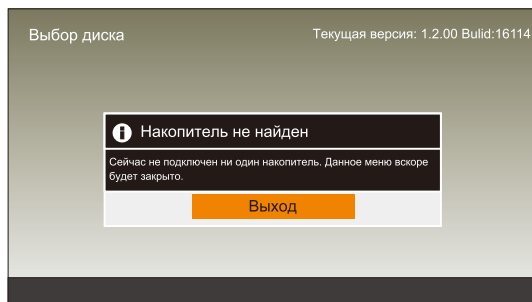 Выбор диска
Текущая версия: 1.2.00 Bulid:16114
Накопитель не найден
Сейчас не подключен ни один накопитель. Данное меню вскоре
будет закрыто.
Выход